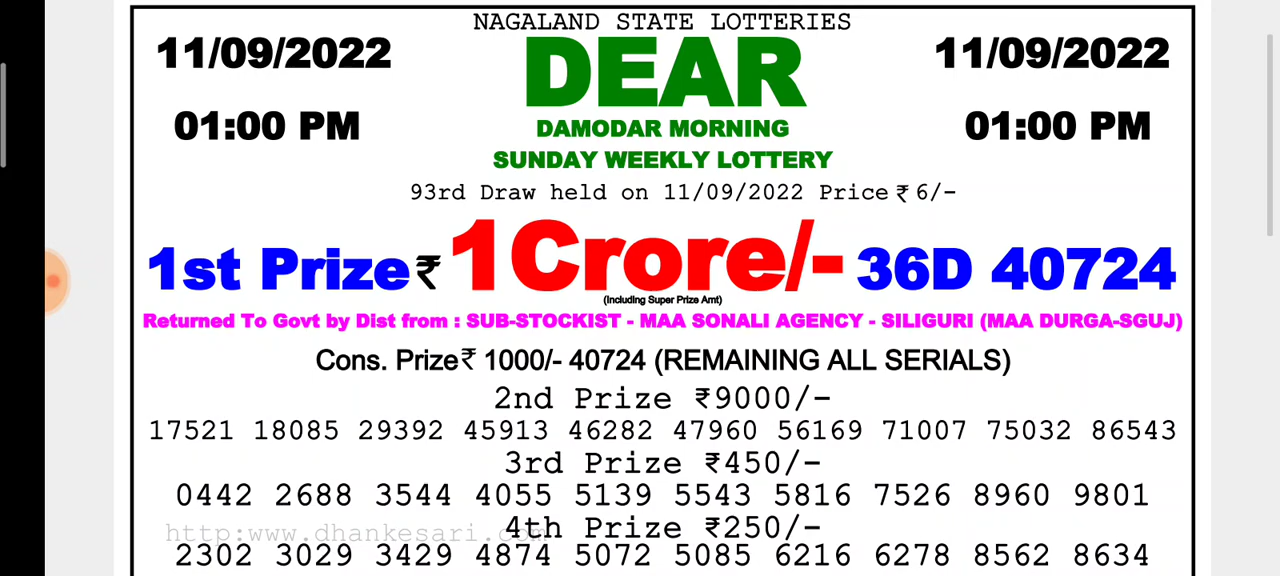 NAGALAND STATE LOTTERIES
11/09/2022 DEAR 11/09/2022
01:00 PM DAMODAR MORNING 01:00 PM
SUNDAY WEEKLY LOTTERY
93rd Draw held on 11/09/2022 Price ₹ 6/-
1st Prize ₹ 1Crore/- 36D 40724
(Including Super Prize Amt)
Returned To Govt by Dist from : SUB-STOCKIST - MAA SONALI AGENCY - SILIGURI (MAA DURGA-SGUJ)
Cons. Prize ₹ 1000/- 40724 (REMAINING ALL SERIALS)
2nd Prize ₹9000/-
17521 18085 29392 45913 46282 47960 56169 71007 75032 86543
3rd Prize ₹450/-
0442 2688 3544 4055 5139 5543 5816 7526 8960 9801
4th Prize ₹250/-
http:www.dhankesari.com
2302 3029 3429 4874 5072 5085 6216 6278 8562 8634